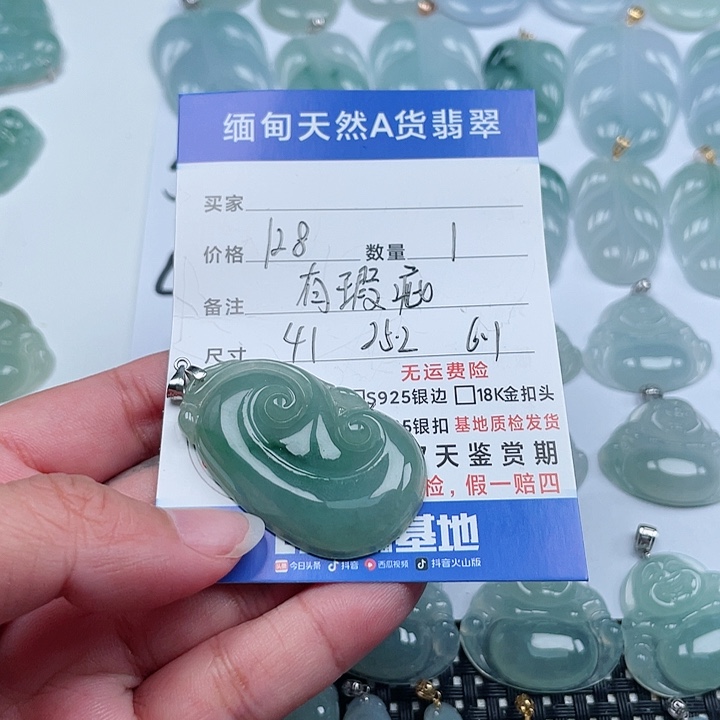 缅甸天然A货翡翠
买家
价格 128 数量 1
备注 有瑕疵
尺寸 41 25.2 6.1
无运费险
S925银边 18K金扣头
5银扣 基地质检发货
天鉴赏期
检,假一赔四
基地
今日头条 抖音 西瓜视频 抖音火山版